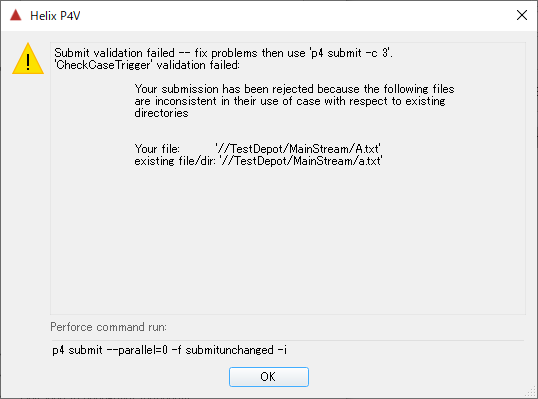 Helix P4V
Submit validation failed -- fix problems then use 'p4 submit -c 3'.
'CheckCaseTrigger' validation failed:
Your submission has been rejected because the following files
are inconsistent in their use of case with respect to existing
directories
Your file: '//TestDepot/MainStream/A.txt'
existing file/dir: '//TestDepot/MainStream/a.txt'
Perforce command run:
p4 submit --parallel=0 -f submitunchanged -i
OK